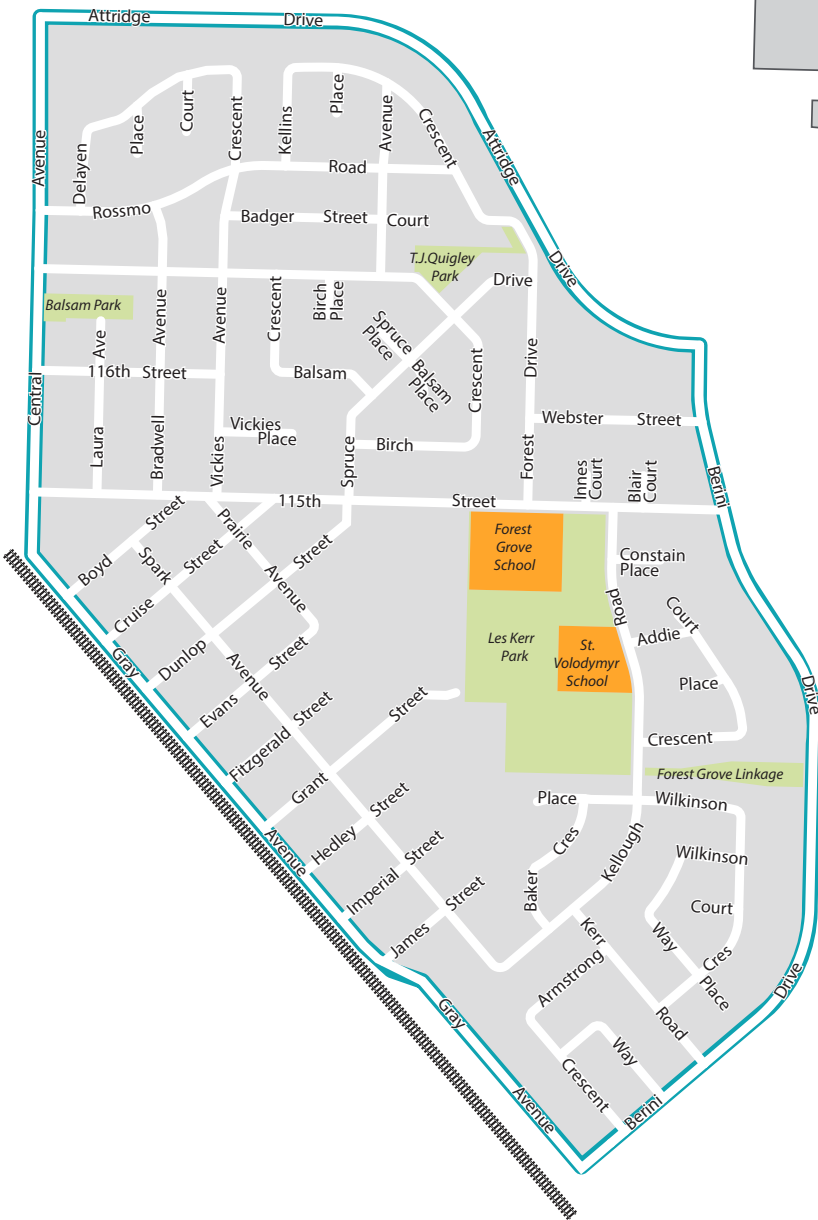 Attridge Drive
Avenue
Delayen
Place
Court
Crescent
Kellins
Place
Avenue
Crescent
Attridge
Road
Rossmo
Badger Street Court
T.J.Quigley
Park
Drive
Drive
Balsam Park
Ave
Avenue
Avenue
Crescent
Birch
Place
Spruce
Place
Balsam
Place
Crescent
Drive
116th Street
Balsam
Central
Laura
Bradwell
Vickies
Vickies
Place
Spruce
Birch
Forest
Webster Street
Innes
Court
Blair
Court
Berini
115th Street
Street
Boyd
Prairie
Avenue
Spark
Street
Cruise
Street
Dunlop
Gray
Forest
Grove
School
Constain
Place
Road
Court
Addie
Les Kerr
Park
St.
Volodymyr
School
Place
Drive
Avenue
Street
Evans
Street
Fitzgerald
Street
Grant
Crescent
Forest Grove Linkage
Place
Wilkinson
Street
Hedley
Avenue
Cres
Kellough
Wilkinson
Street
Imperial
Baker
Court
Street
James
Kerr
Way
Cres
Place
Armstrong
Drive
Gray
Road
Way
Crescent
Avenue
Berini